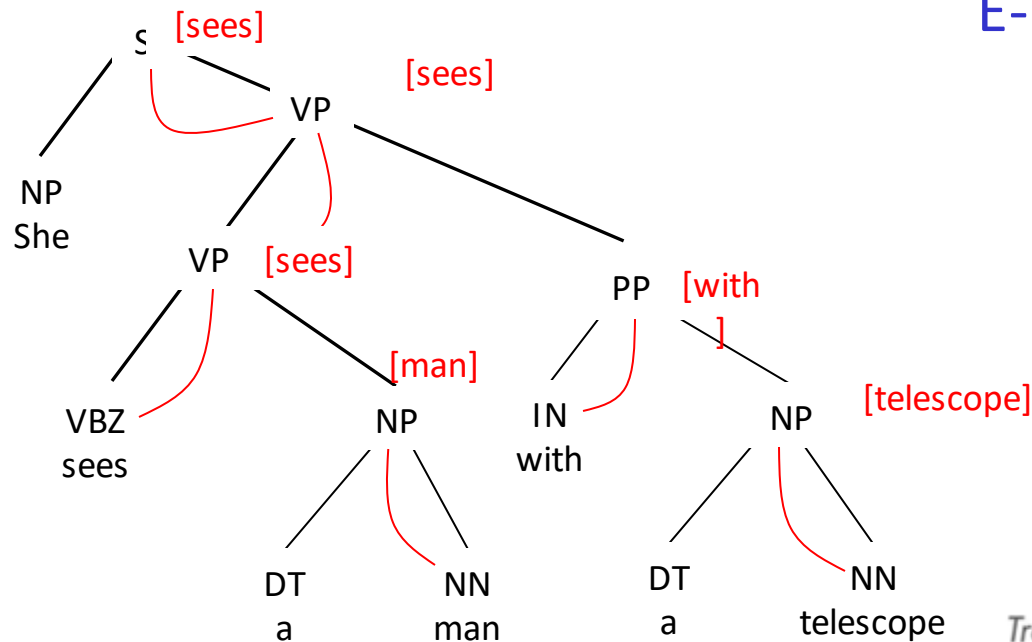 E-
S [sees]
VP [sees]
NP
She
VP [sees]
PP [with
]
VBZ
sees
[man]
NP
IN
with
NP [telescope]
DT
a
NN
man
DT
a
NN
telescope